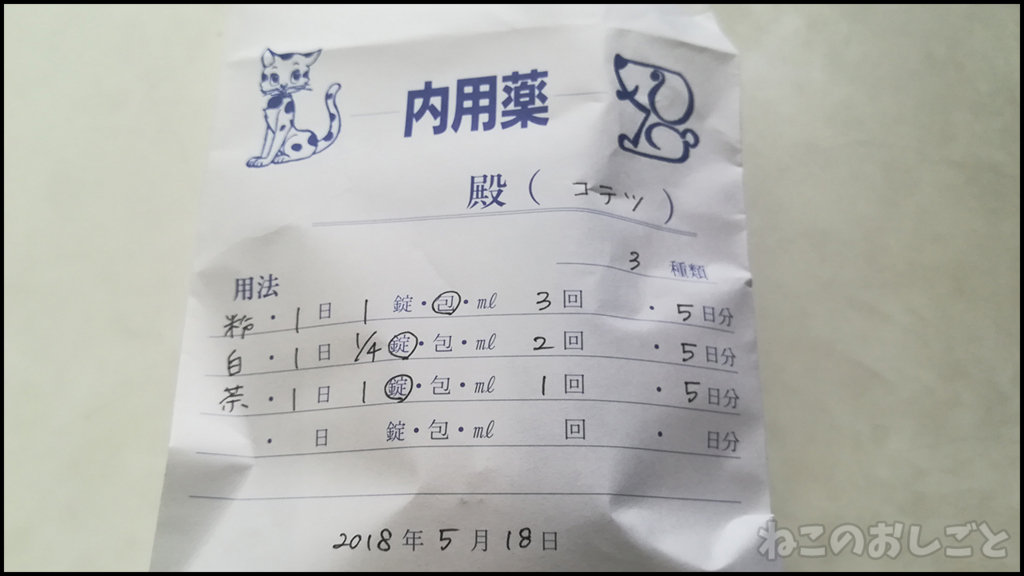 内用薬
殿（コテツ）
3 種類
用法
粉・1日 1 錠・包・ml 3回 ・5日分
白・1日 1/4 錠・包・ml 2回 ・5日分
茶・1日 1 錠・包・ml 1回 ・5日分
・ 日 錠・包・ml 回 ・ 日分
2018年5月18日
ねこのおしごと